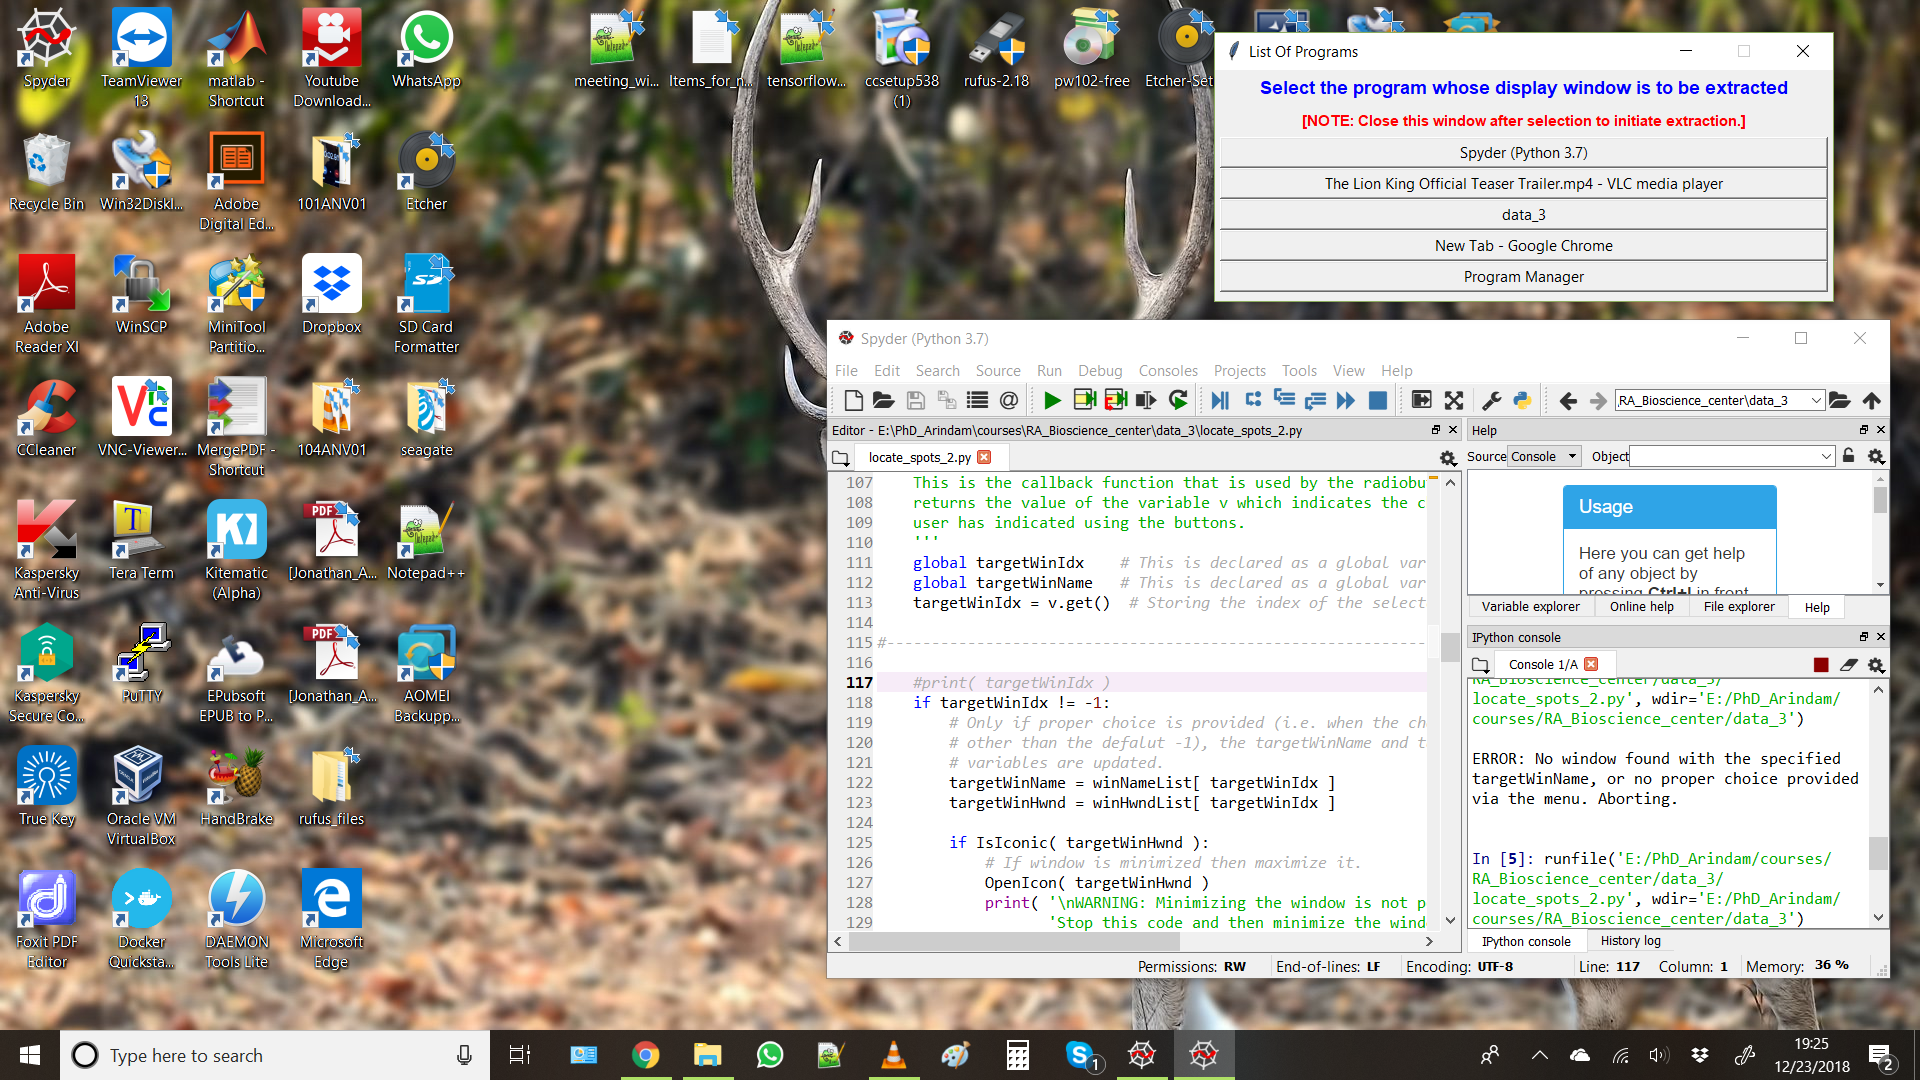 Spyder
TeamViewer
13
matlab -
Shortcut
Youtube
Download...
WhatsApp
meeting_wi...
Items_for_n...
tensorflow...
ccsetup538
(1)
rufus-2.18
pw102-free
Etcher-Set
Recycle Bin
Win32DiskI...
Adobe
Digital Ed...
101ANV01
Etcher
Adobe
Reader XI
WinSCP
MiniTool
Partitio...
Dropbox
SD Card
Formatter
CCleaner
VNC-Viewer...
MergePDF -
Shortcut
104ANV01
seagate
Kaspersky
Anti-Virus
Tera Term
Kitematic
(Alpha)
[Jonathan_A...
Notepad++
Kaspersky
Secure Co...
PuTTY
EPubsoft
EPUB to P...
[Jonathan_A...
AOMEI
Backupp...
True Key
Oracle VM
VirtualBox
HandBrake
rufus_files
Foxit PDF
Editor
Docker
Quicksta...
DAEMON
Tools Lite
Microsoft
Edge
List Of Programs
Select the program whose display window is to be extracted
[NOTE: Close this window after selection to initiate extraction.]
Spyder (Python 3.7)
The Lion King Official Teaser Trailer.mp4 - VLC media player
data_3
New Tab - Google Chrome
Program Manager
Spyder (Python 3.7)
File Edit Search Source Run Debug Consoles Projects Tools View Help
RA_Bioscience_center\data_3
Editor - E:\PhD_Arindam\courses\RA_Bioscience_center\data_3\locate_spots_2.py
locate_spots_2.py
107 This is the callback function that is used by the radiobu
108 returns the value of the variable v which indicates the c
109 user has indicated using the buttons.
110 '''
111 global targetWinIdx # This is declared as a global var
112 global targetWinName # This is declared as a global var
113 targetWinIdx = v.get() # Storing the index of the select
114
115 #------------------------------------------------------------
116
117 #print( targetWinIdx )
118 if targetWinIdx != -1:
119 # Only if proper choice is provided (i.e. when the ch
120 # other than the defalut -1), the targetWinName and t
121 # variables are updated.
122 targetWinName = winNameList[ targetWinIdx ]
123 targetWinHwnd = winHwndList[ targetWinIdx ]
124
125 if IsIconic( targetWinHwnd ):
126 # If window is minimized then maximize it.
127 OpenIcon( targetWinHwnd )
128 print( '\nWARNING: Minimizing the window is not p
129 'Stop this code and then minimize the wind
Help
Source Console Object
Usage
Here you can get help
of any object by
pressing Ctrl+I in front
Variable explorer Online help File explorer Help
IPython console
Console 1/A
RA_Bioscience_center/data_3/
locate_spots_2.py', wdir='E:/PhD_Arindam/
courses/RA_Bioscience_center/data_3')
ERROR: No window found with the specified
targetWinName, or no proper choice provided
via the menu. Aborting.
In [5]: runfile('E:/PhD_Arindam/courses/
RA_Bioscience_center/data_3/
locate_spots_2.py', wdir='E:/PhD_Arindam/
courses/RA_Bioscience_center/data_3')
IPython console History log
Permissions: RW End-of-lines: LF Encoding: UTF-8 Line: 117 Column: 1 Memory: 36 %
Type here to search
1
19:25
12/23/2018
2